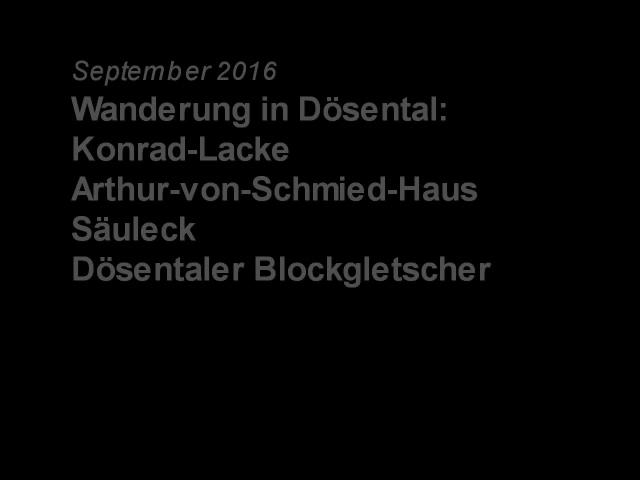 September 2016
Wanderung in Dösental:
Konrad-Lacke
Arthur-von-Schmied-Haus
Säuleck
Dösentaler Blockgletscher